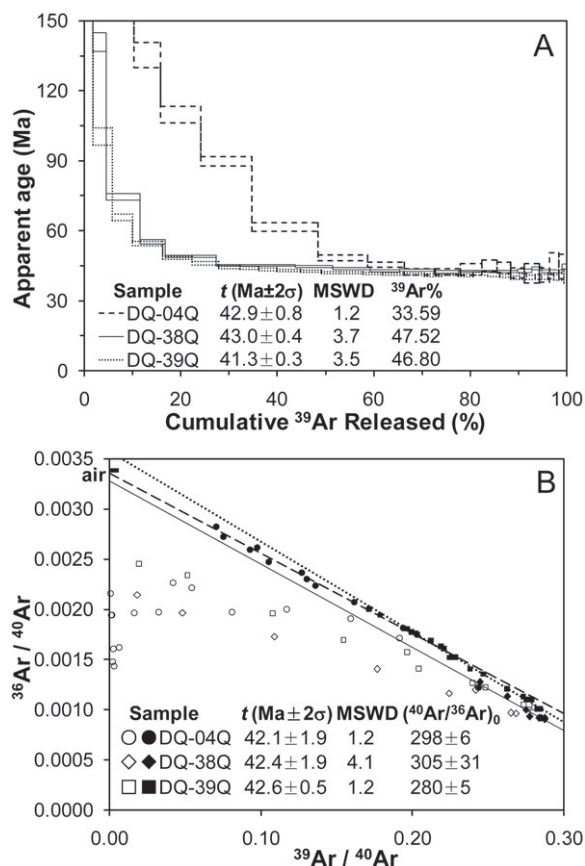 150
120
90
60
30
0
Apparent age (Ma)
A
Sample t (Ma±2σ) MSWD ³⁹Ar%
DQ-04Q 42.9±0.8 1.2 33.59
DQ-38Q 43.0±0.4 3.7 47.52
DQ-39Q 41.3±0.3 3.5 46.80
0 20 40 60 80 100
Cumulative ³⁹Ar Released (%)
0.0035
0.0030
0.0025
0.0020
0.0015
0.0010
0.0005
0.0000
³⁶Ar / ⁴⁰Ar
air
B
Sample t (Ma±2σ) MSWD (⁴⁰Ar/³⁶Ar)₀
DQ-04Q 42.1±1.9 1.2 298±6
DQ-38Q 42.4±1.9 4.1 305±31
DQ-39Q 42.6±0.5 1.2 280±5
0.00 0.10 0.20 0.30
³⁹Ar / ⁴⁰Ar